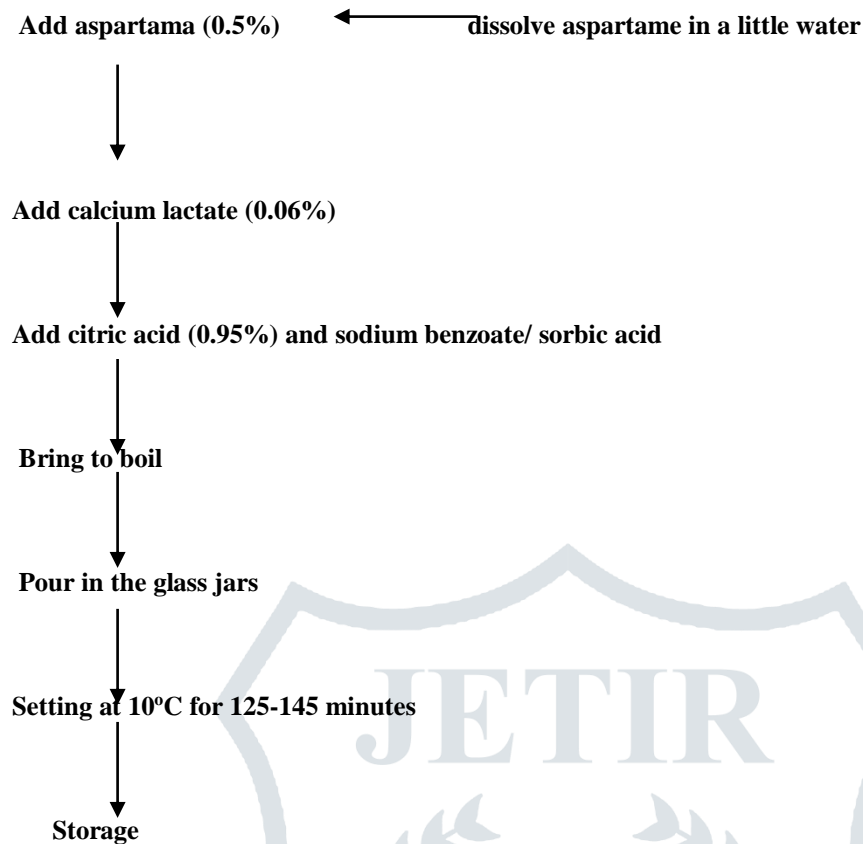 Add aspartama (0.5%) dissolve aspartame in a little water
Add calcium lactate (0.06%)
Add citric acid (0.95%) and sodium benzoate/ sorbic acid
Bring to boil
Pour in the glass jars
Setting at 10ºC for 125-145 minutes
JETIR
Storage